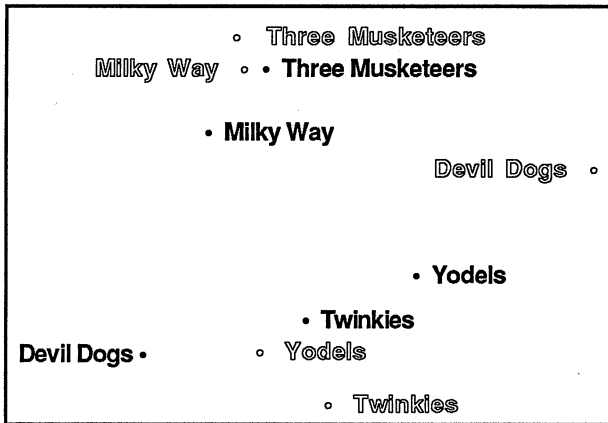 Three Musketeers
Milky Way
Three Musketeers
Milky Way
Devil Dogs
Yodels
Twinkies
Devil Dogs
Yodels
Twinkies